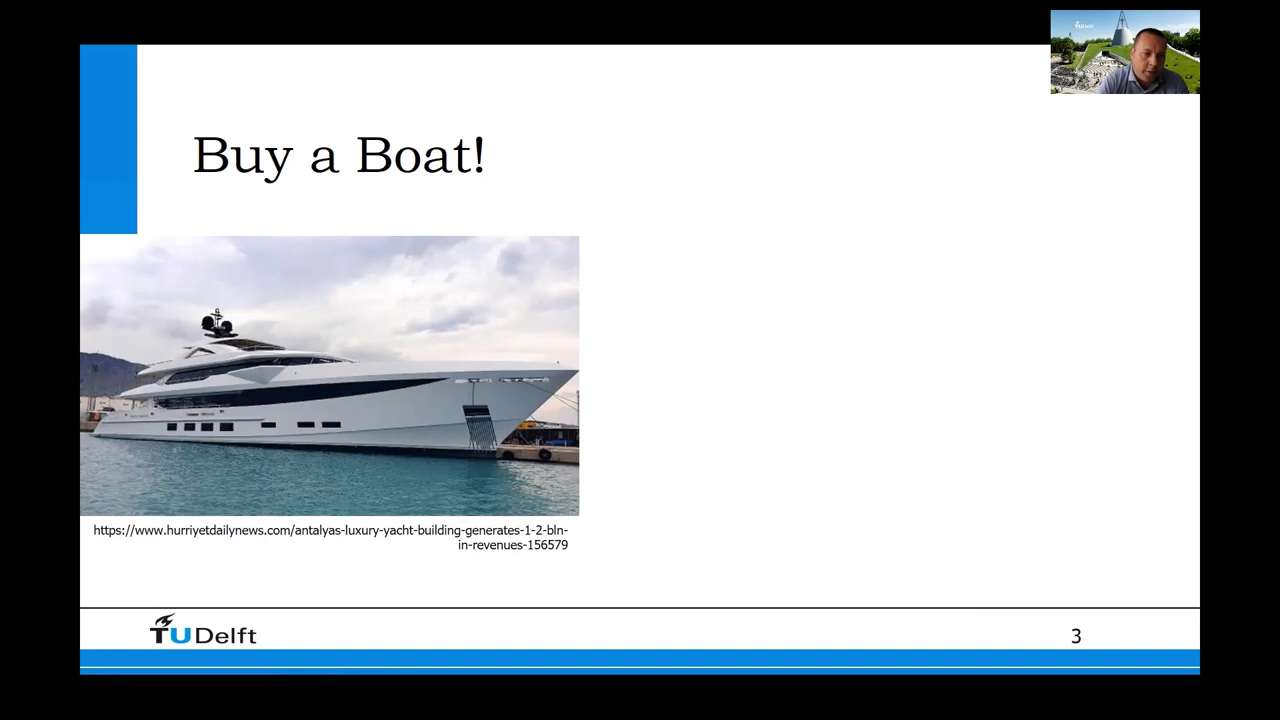 TUDelft
Buy a Boat!
https://www.hurriyetdailynews.com/antalyas-luxury-yacht-building-generates-1-2-bln-
in-revenues-156579
TUDelft
3